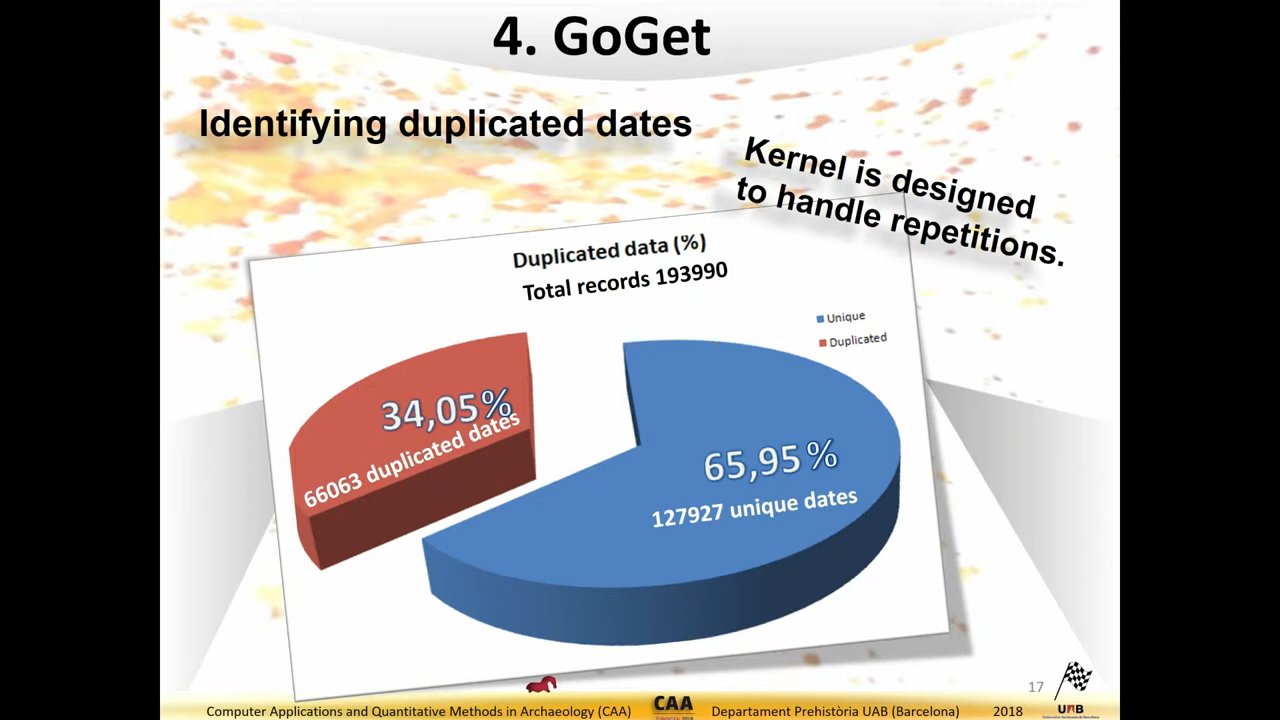 4. GoGet
Identifying duplicated dates
Kernel is designed
to handle repetitions.
Duplicated data (%)
Total records 193990
Unique
Duplicated
34,05%
66063 duplicated dates
65,95%
127927 unique dates
17
Computer Applications and Quantitative Methods in Archaeology (CAA)
CAA
Departament Prehistòria UAB (Barcelona)
2018
UAB